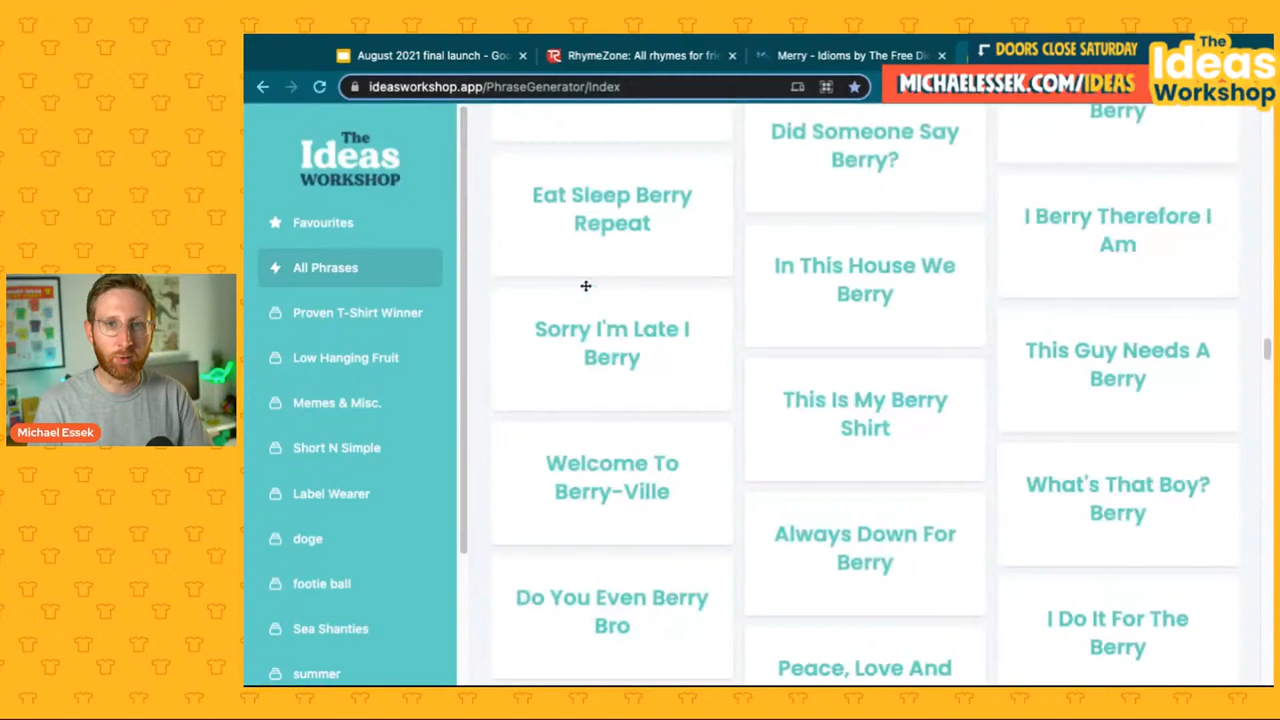 August 2021 final launch - Goo
RhymeZone: All rhymes for frie
Merry - Idioms by The Free Di
DOORS CLOSE SATURDAY
MICHAELESSEK.COM/IDEAS
The
Ideas
Workshop
ideasworkshop.app/PhraseGenerator/Index
The
Ideas
WORKSHOP
Favourites
All Phrases
Proven T-Shirt Winner
Low Hanging Fruit
Memes & Misc.
Short N Simple
Label Wearer
doge
footie ball
Sea Shanties
summer
Michael Essek
Eat Sleep Berry
Repeat
Sorry I'm Late I
Berry
Welcome To
Berry-Ville
Do You Even Berry
Bro
Did Someone Say
Berry?
In This House We
Berry
This Is My Berry
Shirt
Always Down For
Berry
Peace, Love And
Berry
I Berry Therefore I
Am
This Guy Needs A
Berry
What's That Boy?
Berry
I Do It For The
Berry